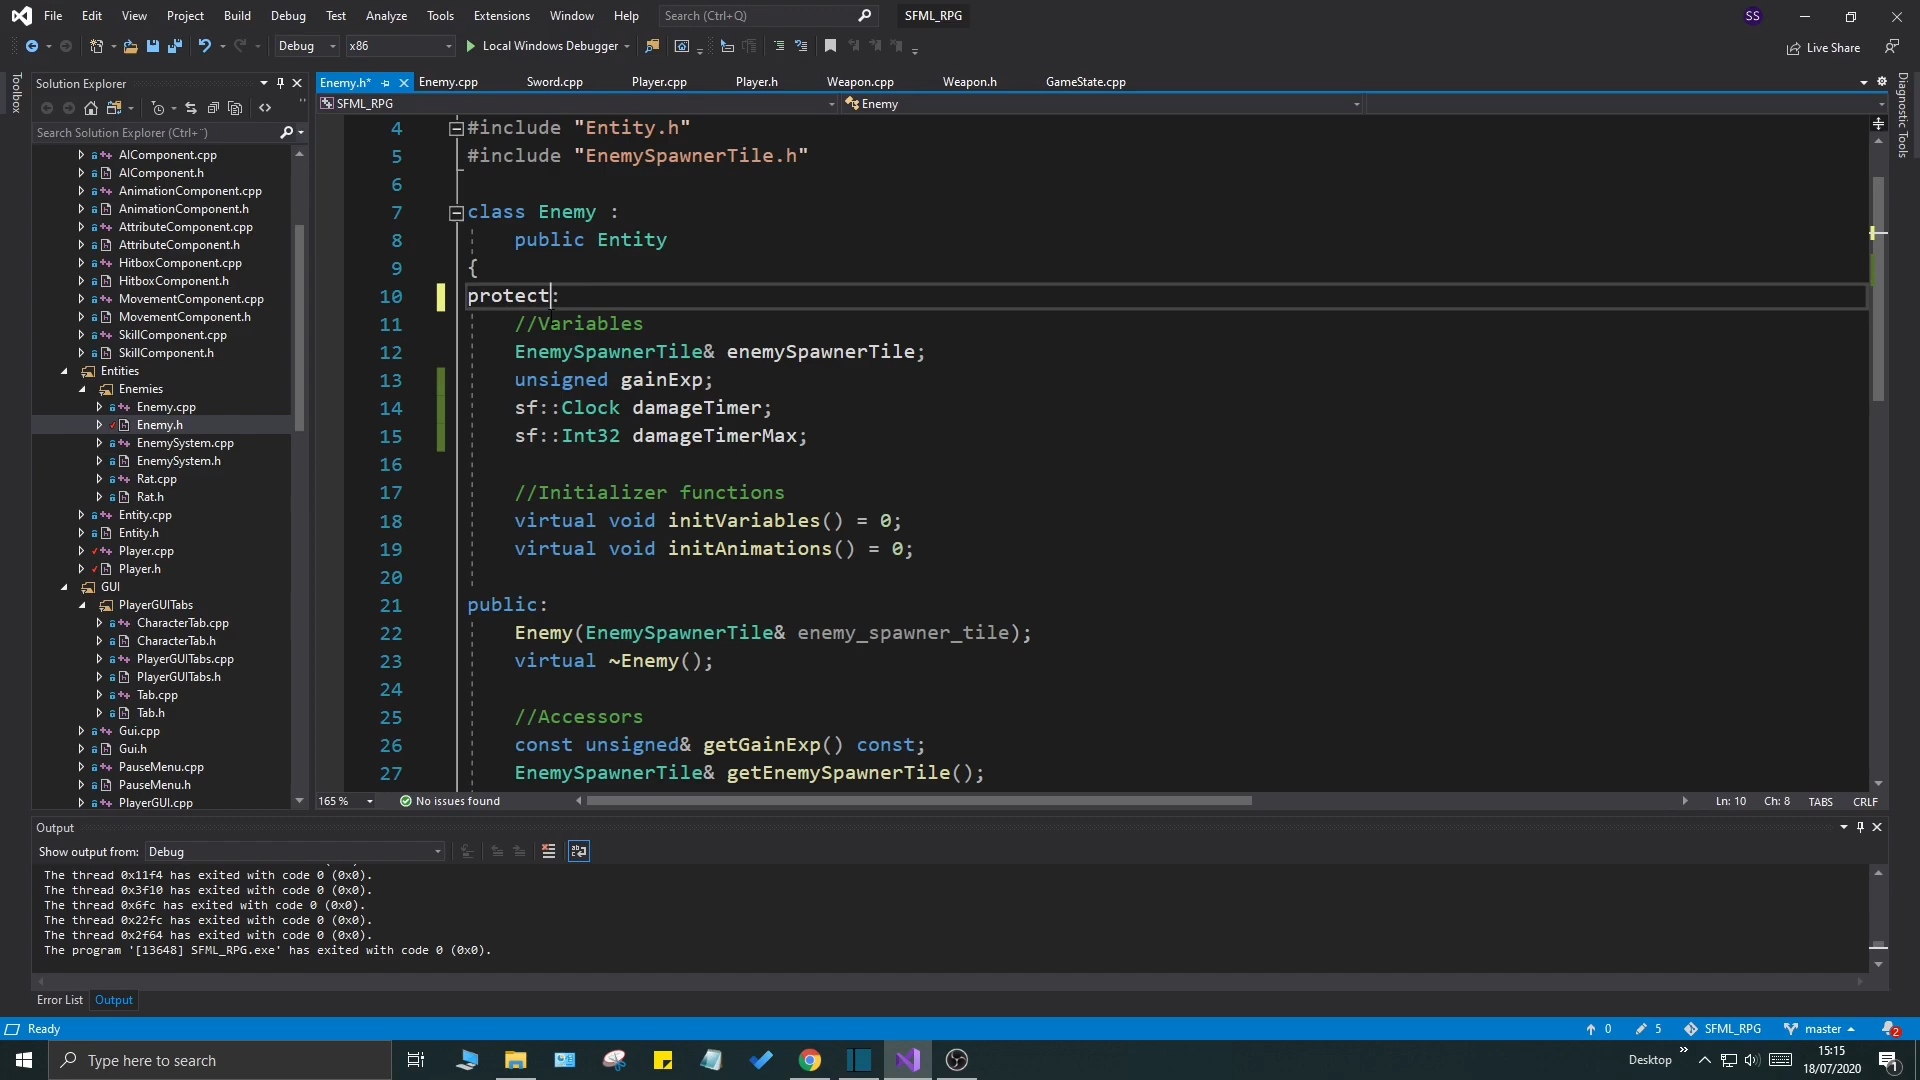 File Edit View Project Build Debug Test Analyze Tools Extensions Window Help Search (Ctrl+Q) SFML_RPG SS
Debug x86 Local Windows Debugger Live Share
Toolbox
Solution Explorer
Search Solution Explorer (Ctrl+¨)
AIComponent.cpp
AIComponent.h
AnimationComponent.cpp
AnimationComponent.h
AttributeComponent.cpp
AttributeComponent.h
HitboxComponent.cpp
HitboxComponent.h
MovementComponent.cpp
MovementComponent.h
SkillComponent.cpp
SkillComponent.h
Entities
Enemies
Enemy.cpp
Enemy.h
EnemySystem.cpp
EnemySystem.h
Rat.cpp
Rat.h
Entity.cpp
Entity.h
Player.cpp
Player.h
GUI
PlayerGUITabs
CharacterTab.cpp
CharacterTab.h
PlayerGUITabs.cpp
PlayerGUITabs.h
Tab.cpp
Tab.h
Gui.cpp
Gui.h
PauseMenu.cpp
PauseMenu.h
PlayerGUI.cpp
Enemy.h* Enemy.cpp Sword.cpp Player.cpp Player.h Weapon.cpp Weapon.h GameState.cpp
SFML_RPG Enemy
4 #include "Entity.h"
5 #include "EnemySpawnerTile.h"
6
7 class Enemy :
8 public Entity
9 {
10 protect:
11 //Variables
12 EnemySpawnerTile& enemySpawnerTile;
13 unsigned gainExp;
14 sf::Clock damageTimer;
15 sf::Int32 damageTimerMax;
16
17 //Initializer functions
18 virtual void initVariables() = 0;
19 virtual void initAnimations() = 0;
20
21 public:
22 Enemy(EnemySpawnerTile& enemy_spawner_tile);
23 virtual ~Enemy();
24
25 //Accessors
26 const unsigned& getGainExp() const;
27 EnemySpawnerTile& getEnemySpawnerTile();
165 % No issues found Ln: 10 Ch: 8 TABS CRLF
Diagnostic Tools
Output
Show output from: Debug
The thread 0x11f4 has exited with code 0 (0x0).
The thread 0x3f10 has exited with code 0 (0x0).
The thread 0x6fc has exited with code 0 (0x0).
The thread 0x22fc has exited with code 0 (0x0).
The thread 0x2f64 has exited with code 0 (0x0).
The program '[13648] SFML_RPG.exe' has exited with code 0 (0x0).
Error List Output
Ready 0 5 SFML_RPG master 2
Type here to search Desktop 15:15
18/07/2020 1